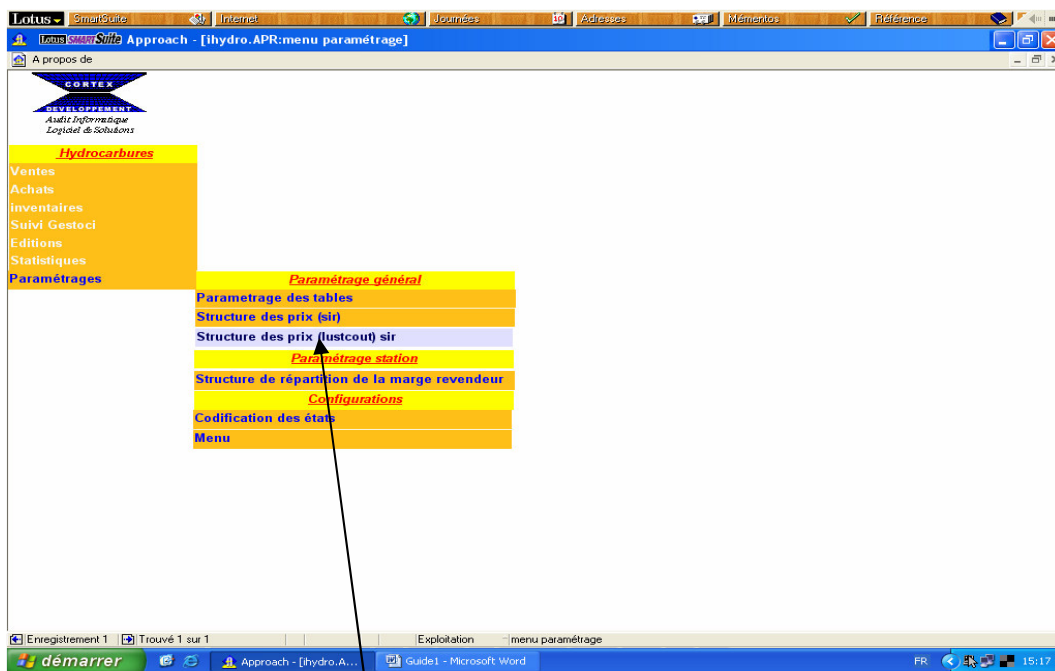 Lotus SmartSuite Internet Journées 10 Adresses Mémentos Référence
Lotus SMARTSuite Approach - [ihydro.APR:menu paramétrage]
A propos de
CORTEX
DEVELOPPEMENT
Audit Informatique
Logiciel & Solutions
Hydrocarbures
Ventes
Achats
inventaires
Suivi Gestoci
Editions
Statistiques
Paramétrages
Paramétrage général
Parametrage des tables
Structure des prix (sir)
Structure des prix (lustcout) sir
Paramétrage station
Structure de répartition de la marge revendeur
Configurations
Codification des états
Menu
Enregistrement 1 Trouvé 1 sur 1 Exploitation menu paramétrage
démarrer Approach - [ihydro.A... Guide1 - Microsoft Word FR 15:17